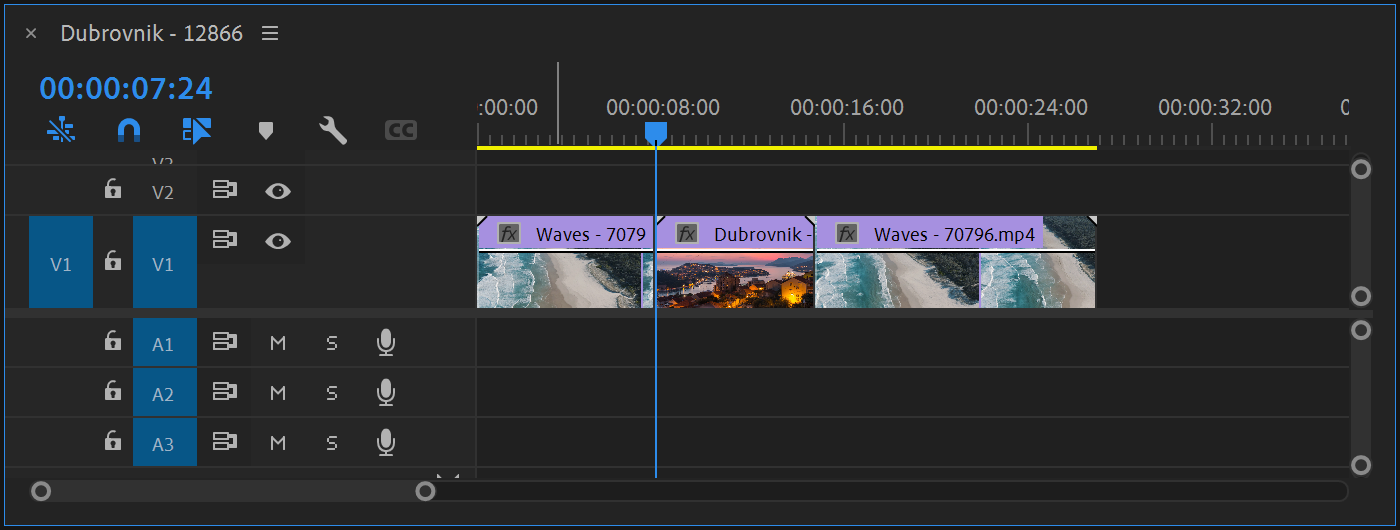 × Dubrovnik - 12866
00:00:07:24
:00:00 00:00:08:00 00:00:16:00 00:00:24:00 00:00:32:00 0
CC
V2
V1 V1
fx Waves - 7079 fx Dubrovnik - fx Waves - 70796.mp4
A1 M S
A2 M S
A3 M S